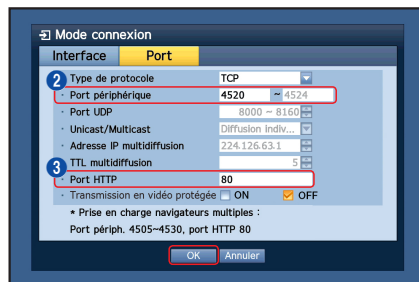 Mode connexion
Interface Port
2
· Type de protocole TCP
· Port périphérique 4520 ~ 4524
· Port UDP 8000 ~ 8160
· Unicast/Multicast Diffusion Indiv...
· Adresse IP multidiffusion 224.126.63.1
· TTL multidiffusion 5
3
· Port HTTP 80
· Transmission en vidéo protégée ON OFF
* Prise en charge navigateurs multiples :
Port périph. 4505~4530, port HTTP 80
OK Annuler